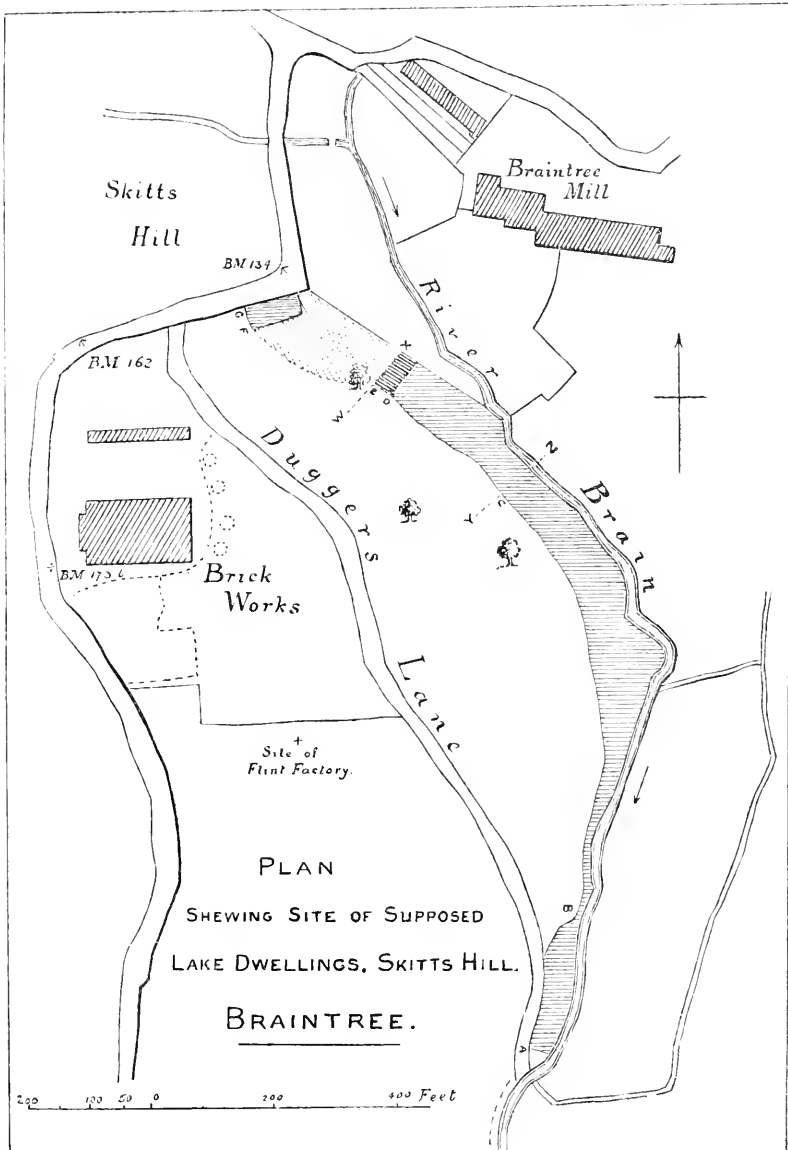 Braintree
Mill
Skitts
Hill
BM 134
River
G F
BM 162
X
E D
W
N
Duggers
C
Y
Brain
BM 173.6
Brick
Works
Lane
+
Site of
Flint Factory.
PLAN
SHEWING SITE OF SUPPOSED
LAKE DWELLINGS, SKITTS HILL.
BRAINTREE.
B
A
200 100 50 0 200 400 Feet